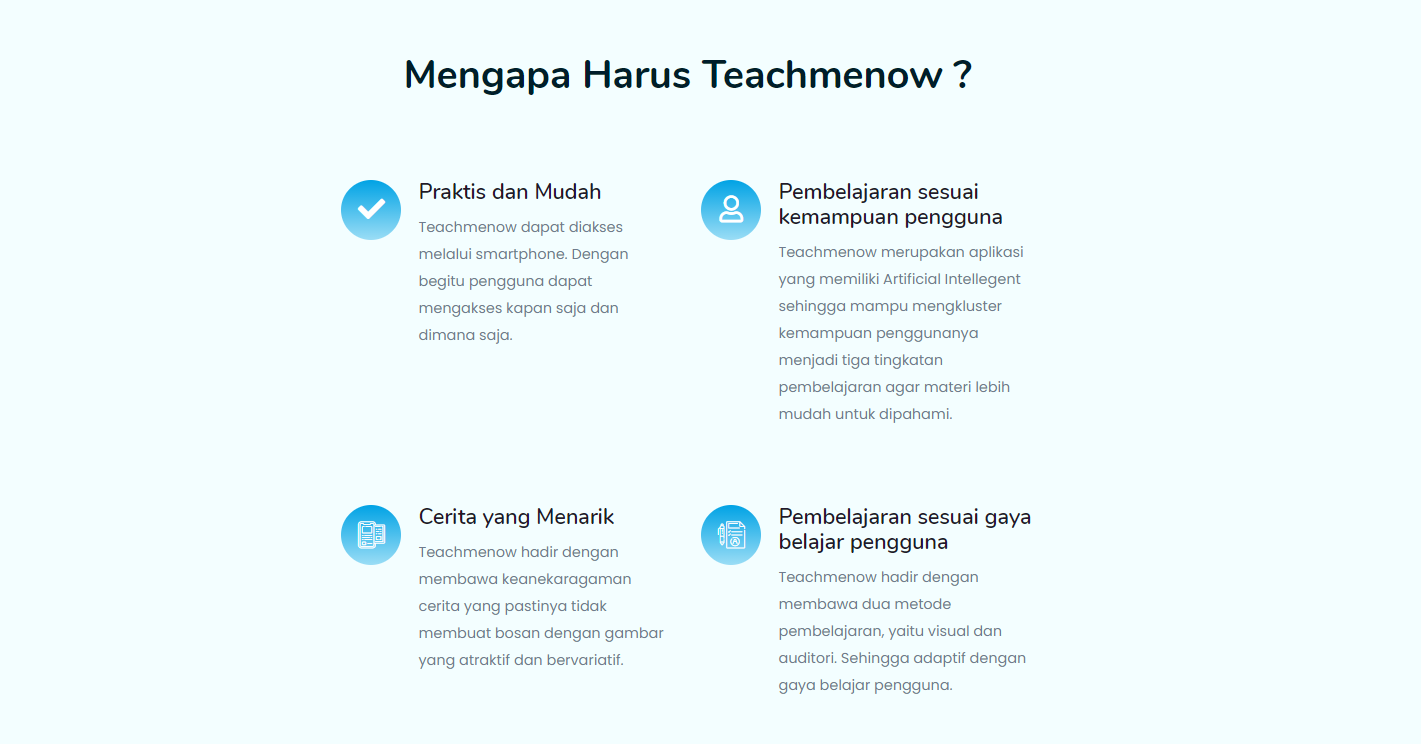 Mengapa Harus Teachmenow ?
Praktis dan Mudah
Teachmenow dapat diakses
melalui smartphone. Dengan
begitu pengguna dapat
mengakses kapan saja dan
dimana saja.
Pembelajaran sesuai
kemampuan pengguna
Teachmenow merupakan aplikasi
yang memiliki Artificial Intellegent
sehingga mampu mengkluster
kemampuan penggunanya
menjadi tiga tingkatan
pembelajaran agar materi lebih
mudah untuk dipahami.
Cerita yang Menarik
Teachmenow hadir dengan
membawa keanekaragaman
cerita yang pastinya tidak
membuat bosan dengan gambar
yang atraktif dan bervariatif.
Pembelajaran sesuai gaya
belajar pengguna
Teachmenow hadir dengan
membawa dua metode
pembelajaran, yaitu visual dan
auditori. Sehingga adaptif dengan
gaya belajar pengguna.